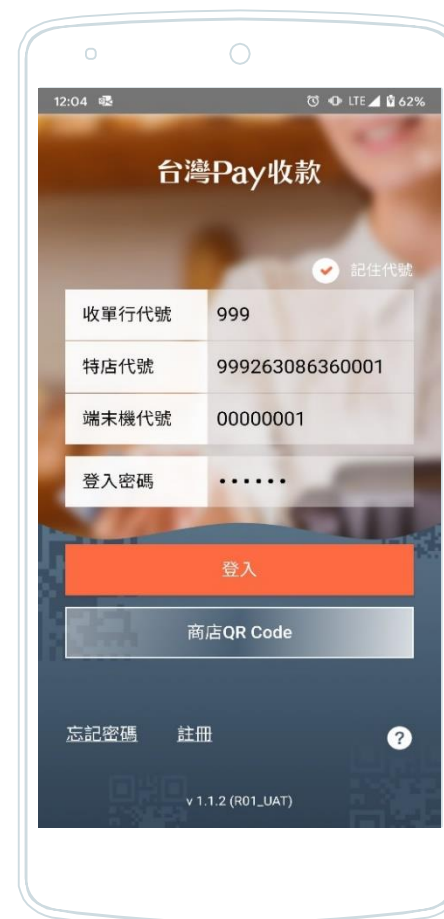 12:04 LTE 62%
台灣Pay收款
記住代號
收單行代號 999
特店代號 999263086360001
端末機代號 00000001
登入密碼 ••••••
登入
商店QR Code
忘記密碼 註冊 ?
v 1.1.2 (R01_UAT)